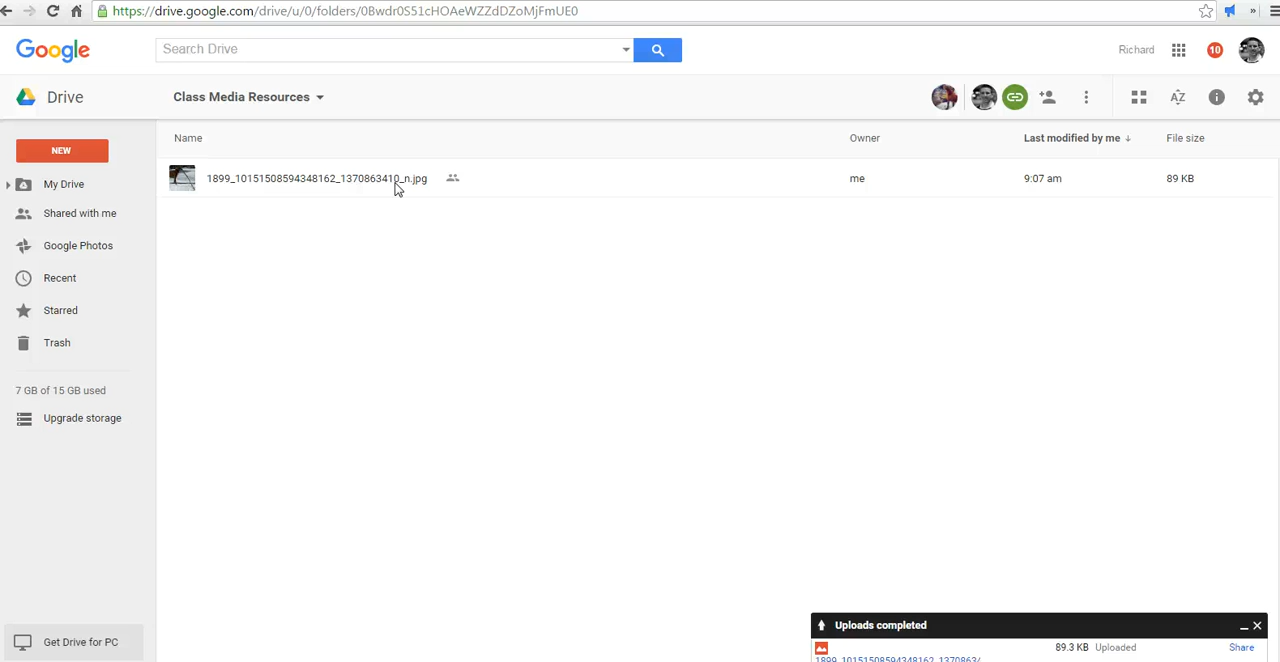 https://drive.google.com/drive/u/0/folders/0Bwdr0S51cHOAeWZZdDZoMjFmUE0
Google
Search Drive
Richard
10
Drive
Class Media Resources
AZ
NEW
Name
Owner
Last modified by me
File size
My Drive
1899_10151508594348162_1370863410_n.jpg
me
9:07 am
89 KB
Shared with me
Google Photos
Recent
Starred
Trash
7 GB of 15 GB used
Upgrade storage
Get Drive for PC
Uploads completed
89.3 KB Uploaded
Share
1899_10151508594348162_13708634